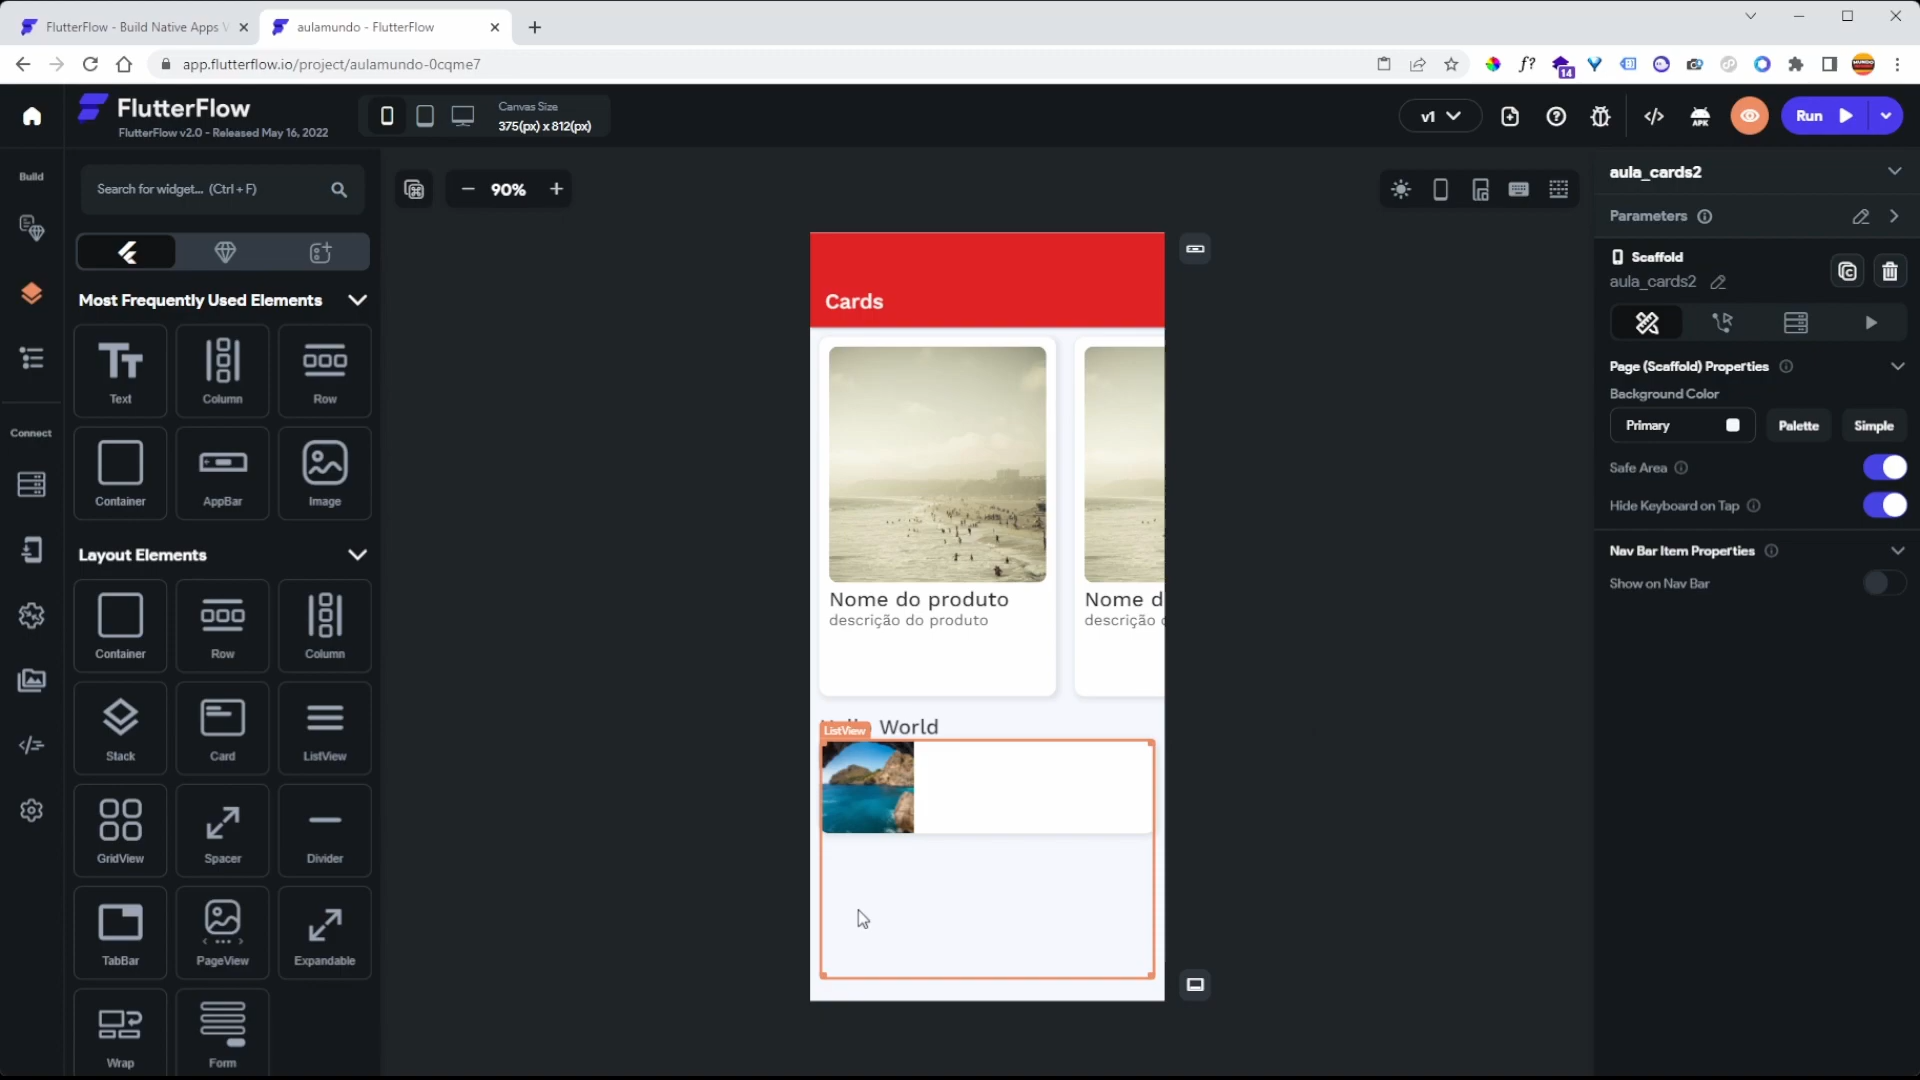 FlutterFlow - Build Native Apps V
aulamundo - FlutterFlow
app.flutterflow.io/project/aulamundo-0cqme7
14
FlutterFlow
FlutterFlow v2.0 - Released May 16, 2022
Canvas Size
375(px) x 812(px)
v1
APK
Run
Build
Search for widget... (Ctrl + F)
90%
Most Frequently Used Elements
Text
Column
Row
Container
AppBar
Image
Layout Elements
Container
Row
Column
Stack
Card
ListView
GridView
Spacer
Divider
TabBar
PageView
Expandable
Wrap
Form
Connect
Cards
Nome do produto
descrição do produto
Nome d
descrição
World
ListView
aula_cards2
Parameters
Scaffold
aula_cards2
Page (Scaffold) Properties
Background Color
Primary
Palette
Simple
Safe Area
Hide Keyboard on Tap
Nav Bar Item Properties
Show on Nav Bar